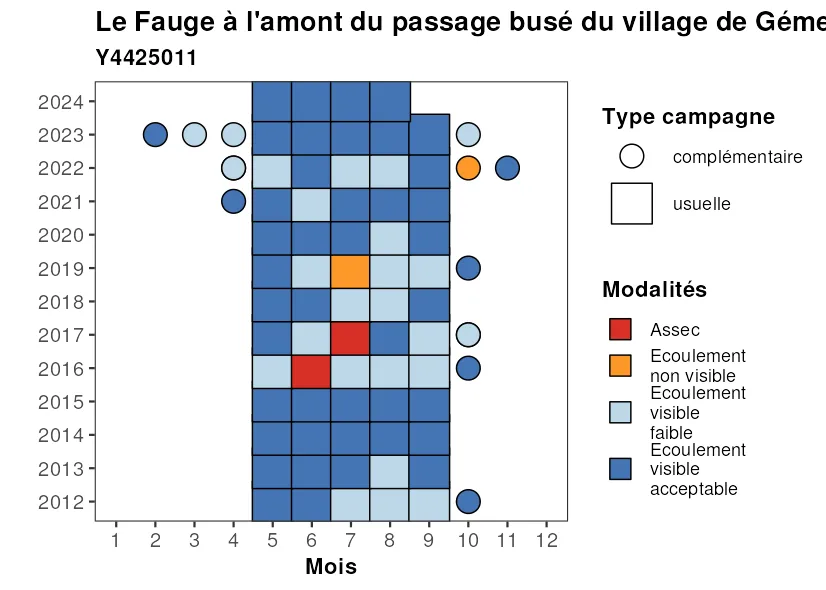 Le Fauge à l'amont du passage busé du village de Géme
Y4425011
2024
2023
2022
2021
2020
2019
2018
2017
2016
2015
2014
2013
2012
1 2 3 4 5 6 7 8 9 10 11 12
Mois
Type campagne
complémentaire
usuelle
Modalités
Assec
Ecoulement
non visible
Ecoulement
visible
faible
Ecoulement
visible
acceptable